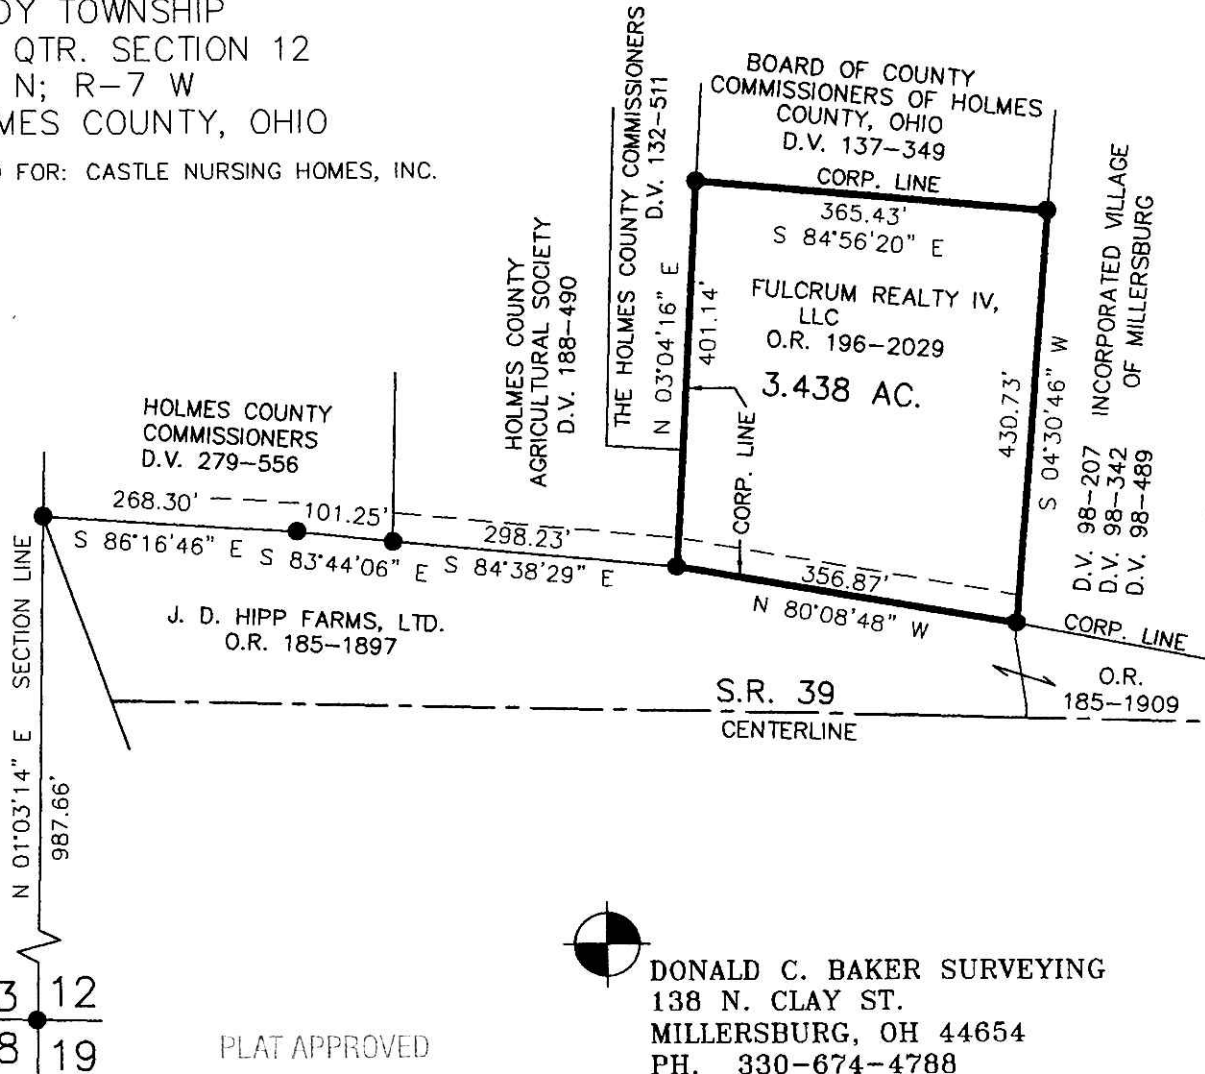 DY TOWNSHIP
QTR. SECTION 12
N; R-7 W
MES COUNTY, OHIO
FOR: CASTLE NURSING HOMES, INC.
BOARD OF COUNTY
COMMISSIONERS OF HOLMES
COUNTY, OHIO
D.V. 137-349
CORP. LINE
365.43'
S 84°56'20" E
THE HOLMES COUNTY COMMISSIONERS
D.V. 132-511
N 03°04'16" E
401.14'
FULCRUM REALTY IV,
LLC
O.R. 196-2029
3.438 AC.
CORP. LINE
430.73'
S 04°30'46" W
INCORPORATED VILLAGE
OF MILLERSBURG
D.V. 98-207
D.V. 98-342
D.V. 98-489
HOLMES COUNTY
AGRICULTURAL SOCIETY
D.V. 188-490
HOLMES COUNTY
COMMISSIONERS
D.V. 279-556
268.30'
101.25'
298.23'
356.87'
S 86°16'46" E
S 83°44'06" E
S 84°38'29" E
N 80°08'48" W
CORP. LINE
J. D. HIPP FARMS, LTD.
O.R. 185-1897
O.R.
185-1909
S.R. 39
CENTERLINE
N 01°03'14" E SECTION LINE
987.66'
3 12
8 19
PLAT APPROVED
DONALD C. BAKER SURVEYING
138 N. CLAY ST.
MILLERSBURG, OH 44654
PH. 330-674-4788